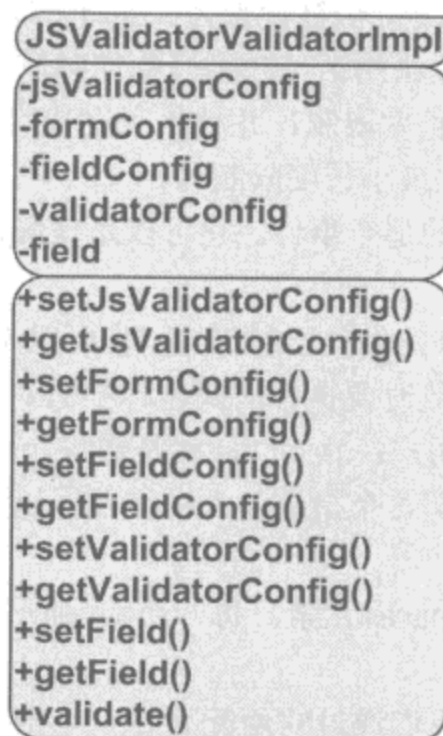 JSValidatorValidatorImpl
-jsValidatorConfig
-formConfig
-fieldConfig
-validatorConfig
-field
+setJsValidatorConfig()
+getJsValidatorConfig()
+setFormConfig()
+getFormConfig()
+setFieldConfig()
+getFieldConfig()
+setValidatorConfig()
+getValidatorConfig()
+setField()
+getField()
+validate()